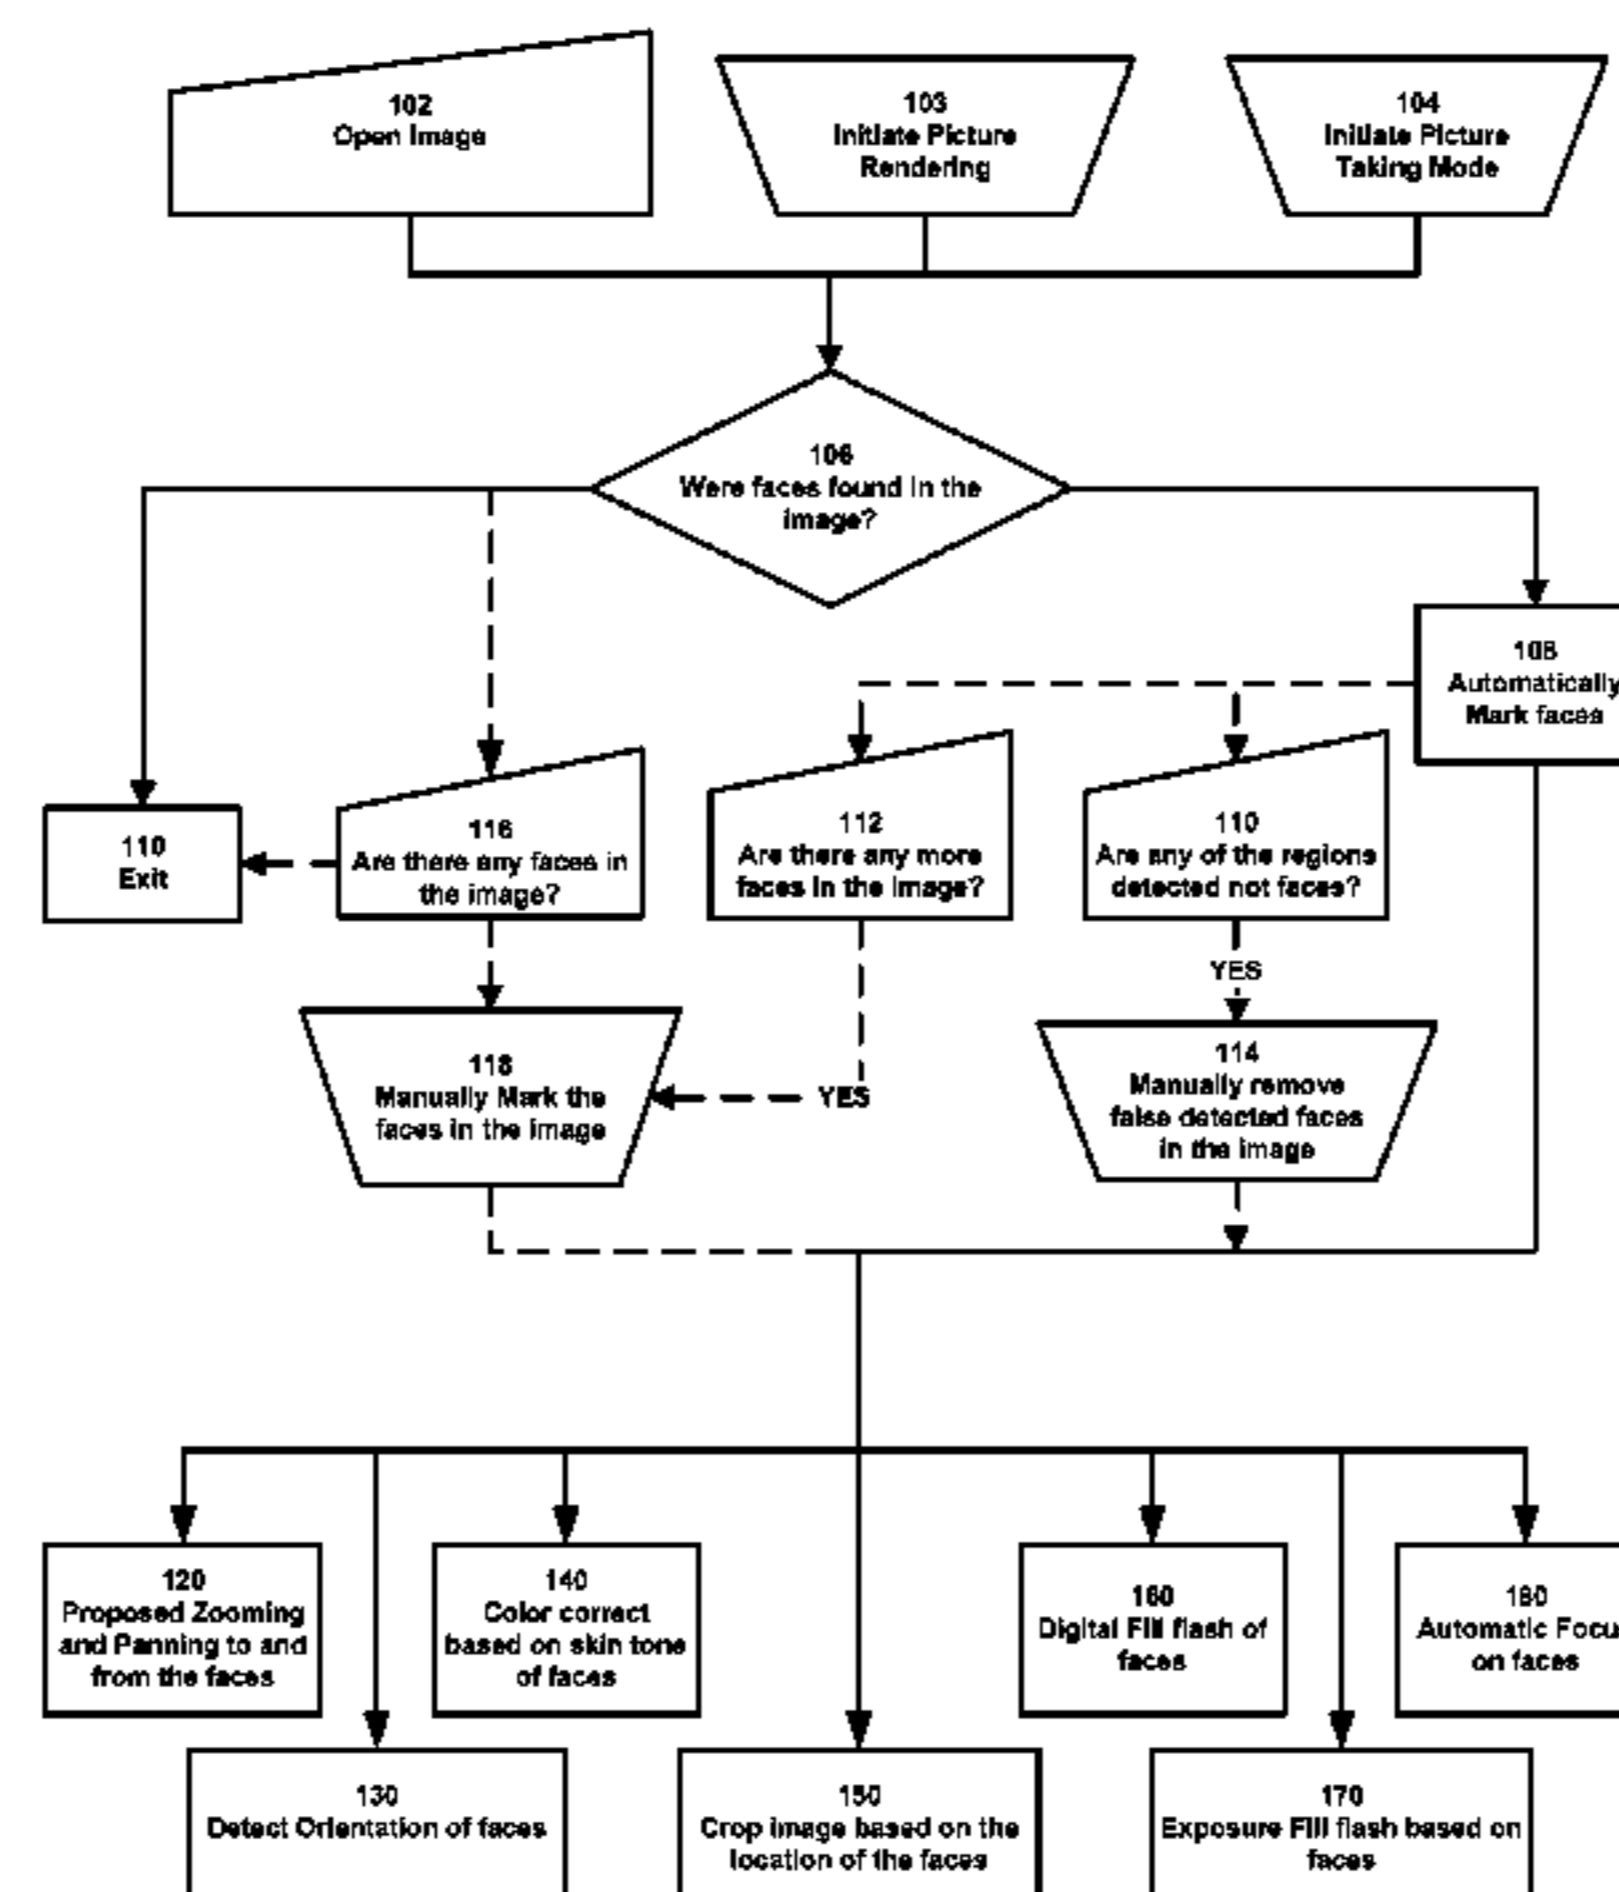 102
Open Image
103
Initiate Picture
Rendering
104
Initiate Picture
Taking Mode
106
Were faces found in the
image?
108
Automatically
Mark faces
110
Exit
116
Are there any faces in
the image?
112
Are there any more
faces in the image?
110
Are any of the regions
detected not faces?
YES
118
Manually Mark the
faces in the image
YES
114
Manually remove
false detected faces
in the image
120
Proposed Zooming
and Panning to and
from the faces
140
Color correct
based on skin tone
of faces
160
Digital Fill flash of
faces
180
Automatic Focu
on faces
130
Detect Orientation of faces
150
Crop image based on the
location of the faces
170
Exposure Fill flash based on
faces